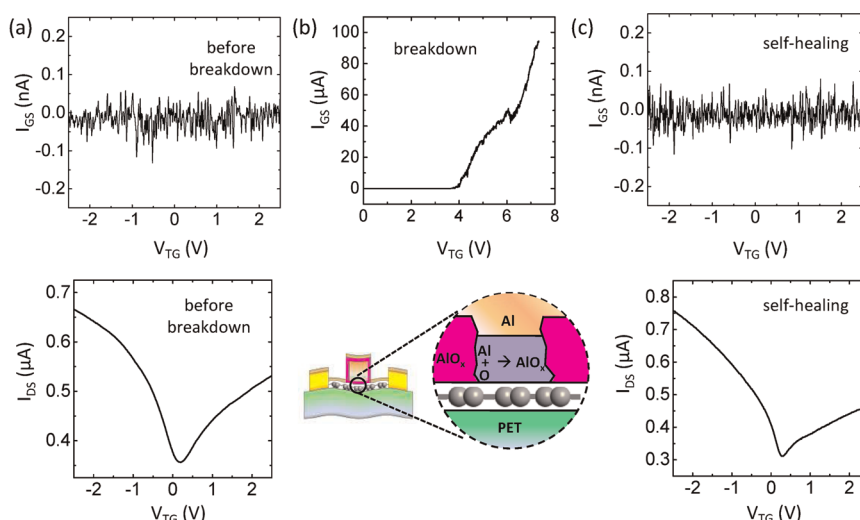 (a)
0.2
0.1
0.0
-0.1
-0.2
I_GS (nA)
before
breakdown
-2 -1 0 1 2
V_TG (V)
(b)
100
80
60
40
20
0
I_GS (µA)
breakdown
0 2 4 6 8
V_TG (V)
(c)
0.2
0.1
0.0
-0.1
-0.2
I_GS (nA)
self-healing
-2 -1 0 1 2
V_TG (V)
0.7
0.6
0.5
0.4
I_DS (µA)
before
breakdown
-2 -1 0 1 2
V_TG (V)
Al
AlOₓ
Al
+
O
→ AlOₓ
PET
0.8
0.7
0.6
0.5
0.4
0.3
I_DS (µA)
self-healing
-2 -1 0 1 2
V_TG (V)